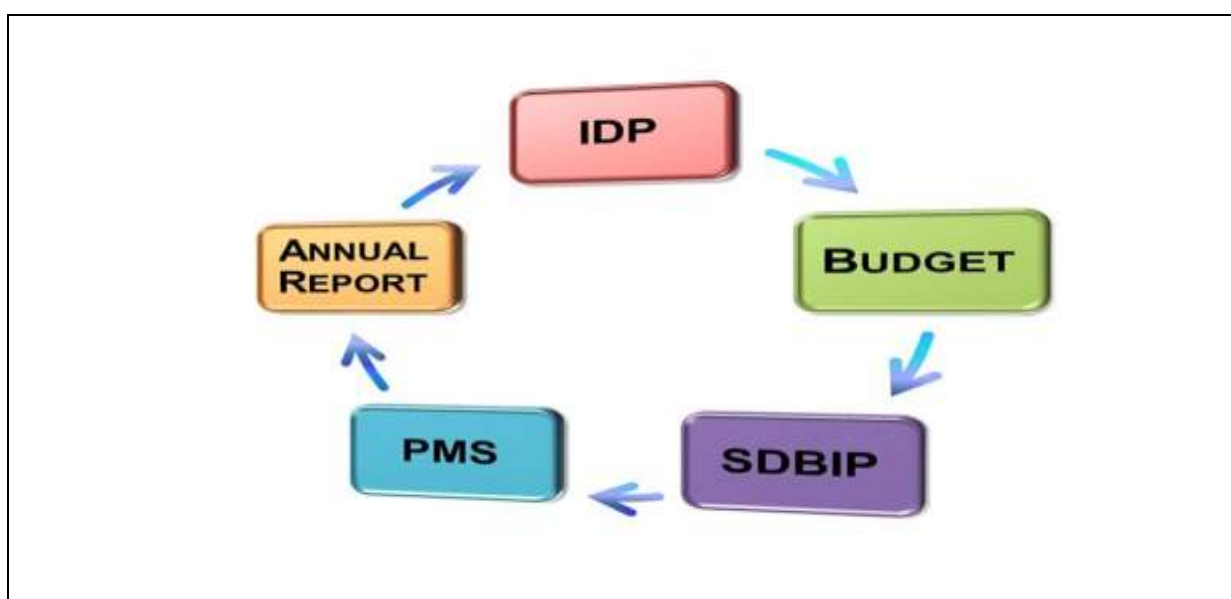 IDP
BUDGET
SDBIP
PMS
ANNUAL
REPORT